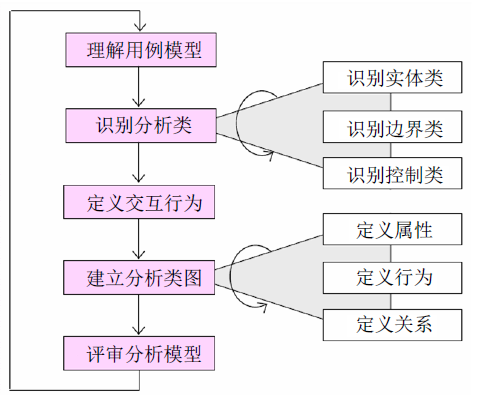 理解用例模型
识别分析类
定义交互行为
建立分析类图
评审分析模型
识别实体类
识别边界类
识别控制类
定义属性
定义行为
定义关系